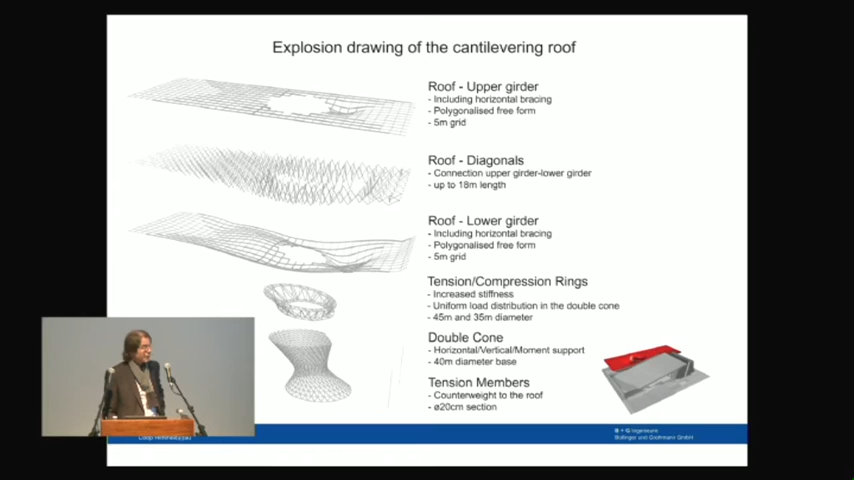 Explosion drawing of the cantilevering roof
Roof - Upper girder
- Including horizontal bracing
- Polygonalised free form
- 5m grid
Roof - Diagonals
- Connection upper girder-lower girder
- up to 18m length
Roof - Lower girder
- Including horizontal bracing
- Polygonalised free form
- 5m grid
Tension/Compression Rings
- Increased stiffness
- Uniform load distribution in the double cone
- 45m and 35m diameter
Double Cone
- Horizontal/Vertical/Moment support
- 40m diameter base
Tension Members
- Counterweight to the roof
- ø20cm section
B + G Ingenieure
Bollinger und Grohmann GmbH